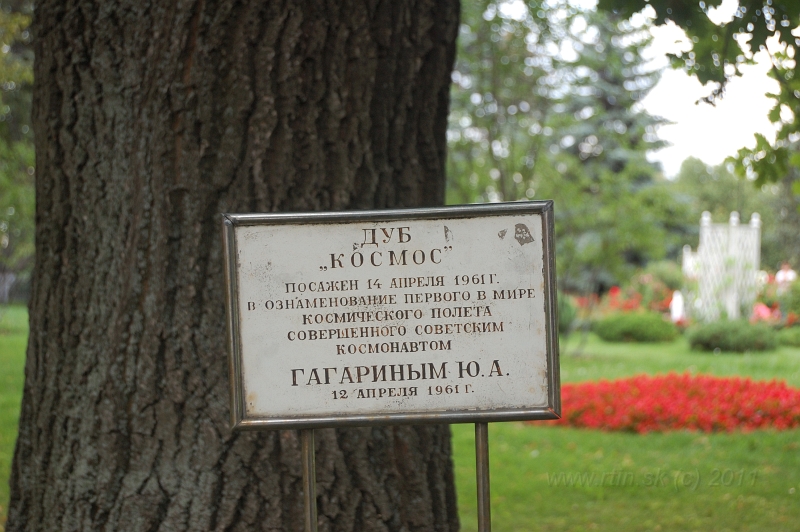 ДУБ
„КОСМОС"
ПОСАЖЕН 14 АПРЕЛЯ 1961 Г.
В ОЗНАМЕНОВАНИЕ ПЕРВОГО В МИРЕ
КОСМИЧЕСКОГО ПОЛЕТА
СОВЕРШЕННОГО СОВЕТСКИМ
КОСМОНАВТОМ
ГАГАРИНЫМ Ю.А.
12 АПРЕЛЯ 1961 Г.
www.rtin.sk (c) 2011